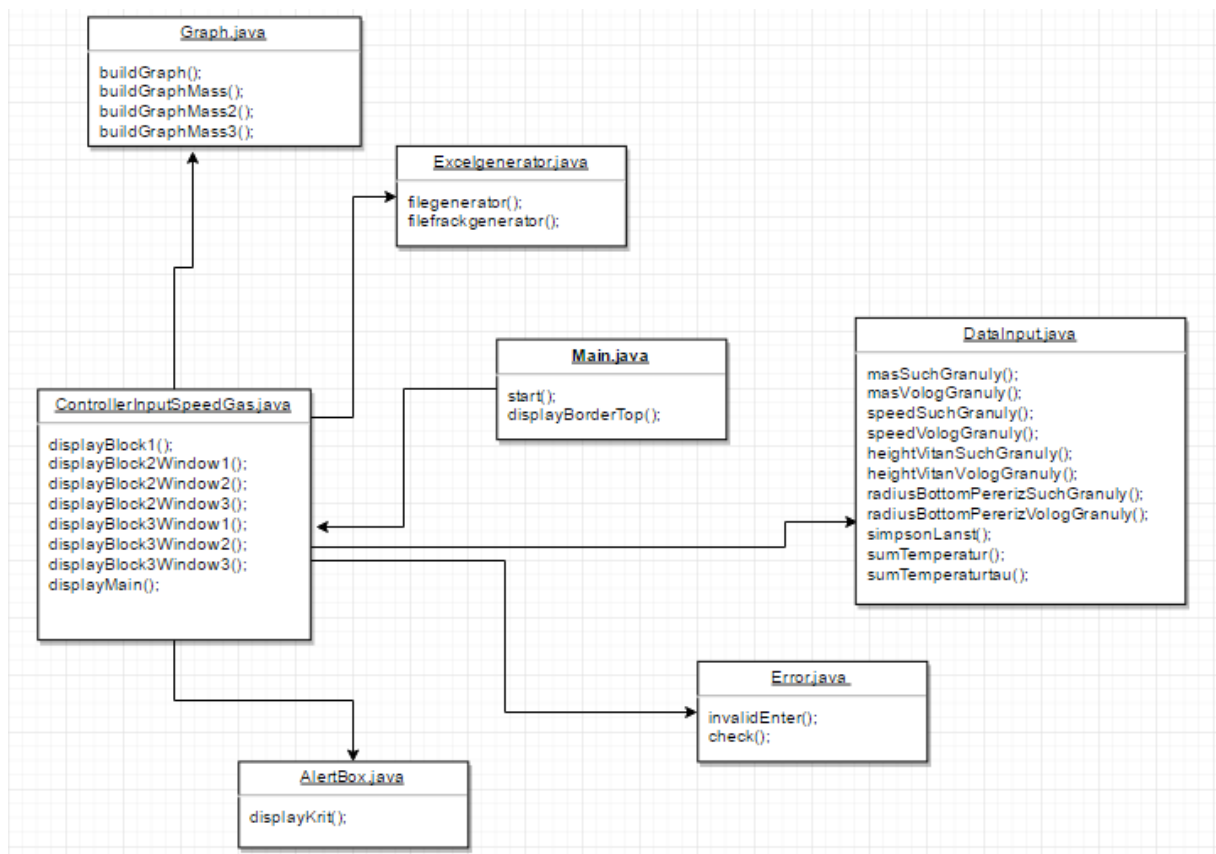 Graph.java
buildGraph();
buildGraphMass();
buildGraphMass2();
buildGraphMass3();
Excelgenerator.java
filegenerator();
filefrackgenerator();
Main.java
start();
displayBorderTop();
DataInput.java
masSuchGranuly();
masVologGranuly();
speedSuchGranuly();
speedVologGranuly();
heightVitanSuchGranuly();
heightVitanVologGranuly();
radiusBottomPererizSuchGranuly();
radiusBottomPererizVologGranuly();
simpsonLanst();
sumTemperatur();
sumTemperaturtau();
ControllerInputSpeedGas.java
displayBlock1();
displayBlock2Window1();
displayBlock2Window2();
displayBlock2Window3();
displayBlock3Window1();
displayBlock3Window2();
displayBlock3Window3();
displayMain();
Error.java
invalidEnter();
check();
AlertBox.java
displayKrit();